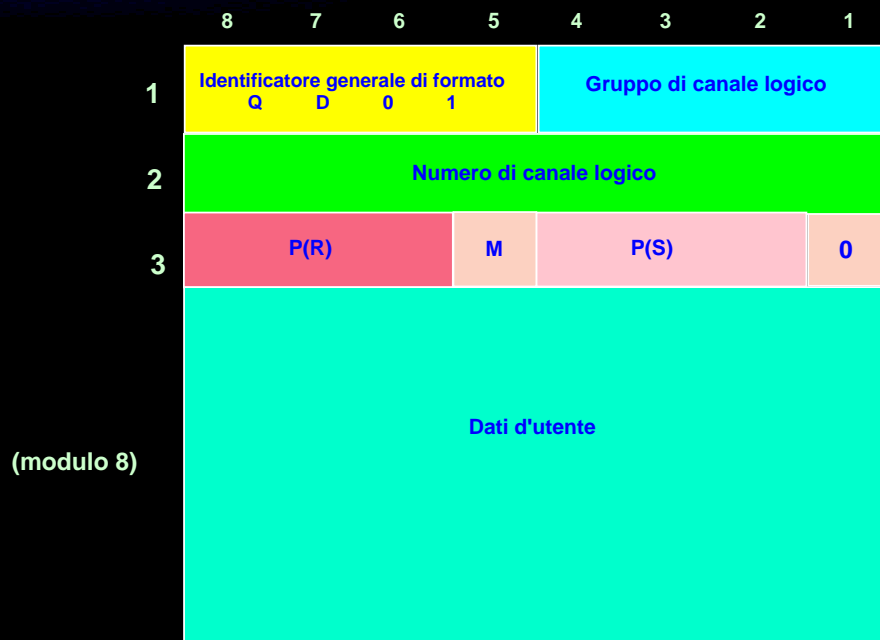 8 7 6 5 4 3 2 1
1 Identificatore generale di formato Gruppo di canale logico
Q D 0 1
2 Numero di canale logico
3 P(R) M P(S) 0
Dati d'utente
(modulo 8)